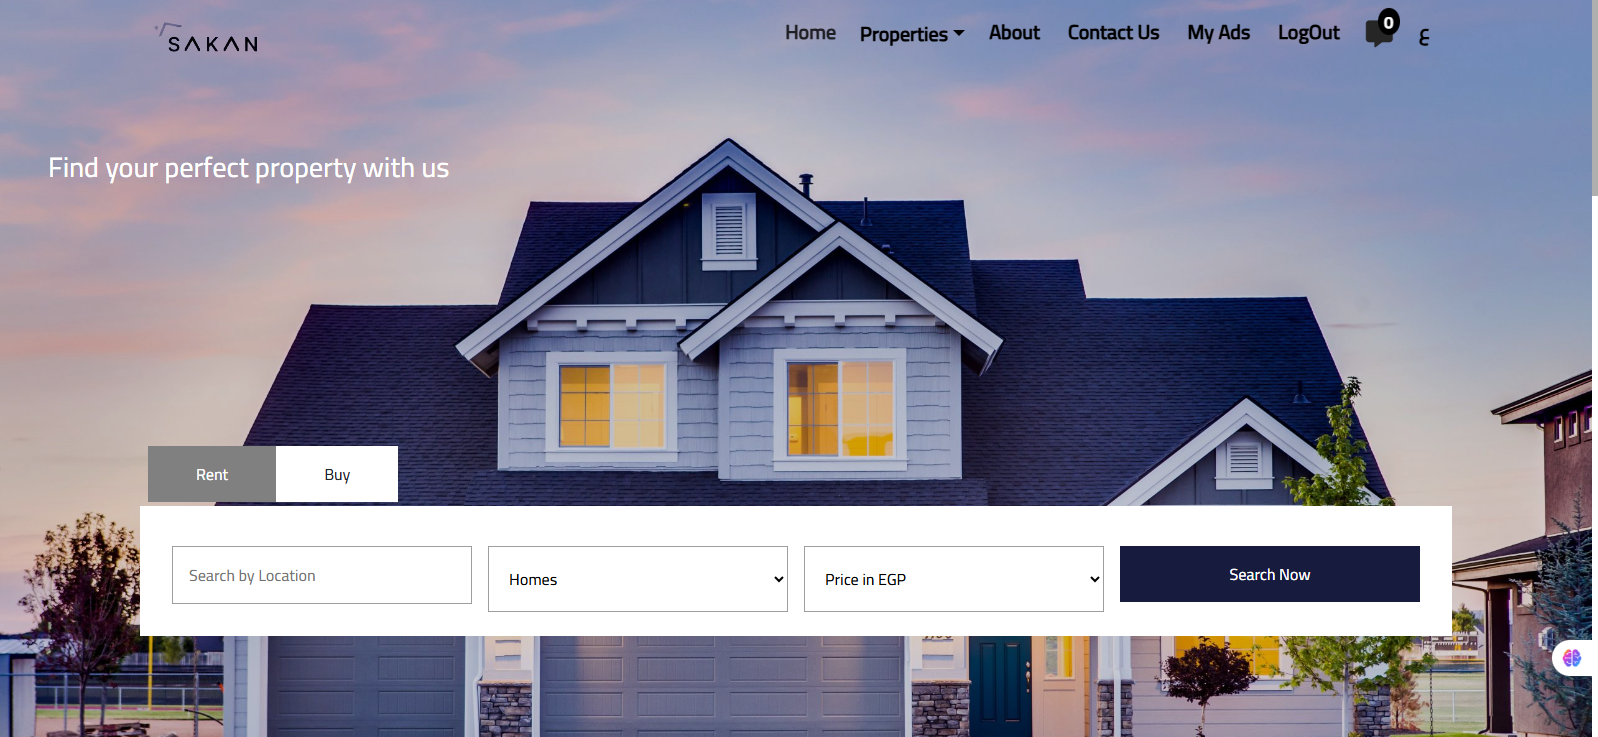 SAKAN
Home Properties About Contact Us My Ads LogOut 0 ع
Find your perfect property with us
Rent Buy
Search by Location Homes Price in EGP Search Now